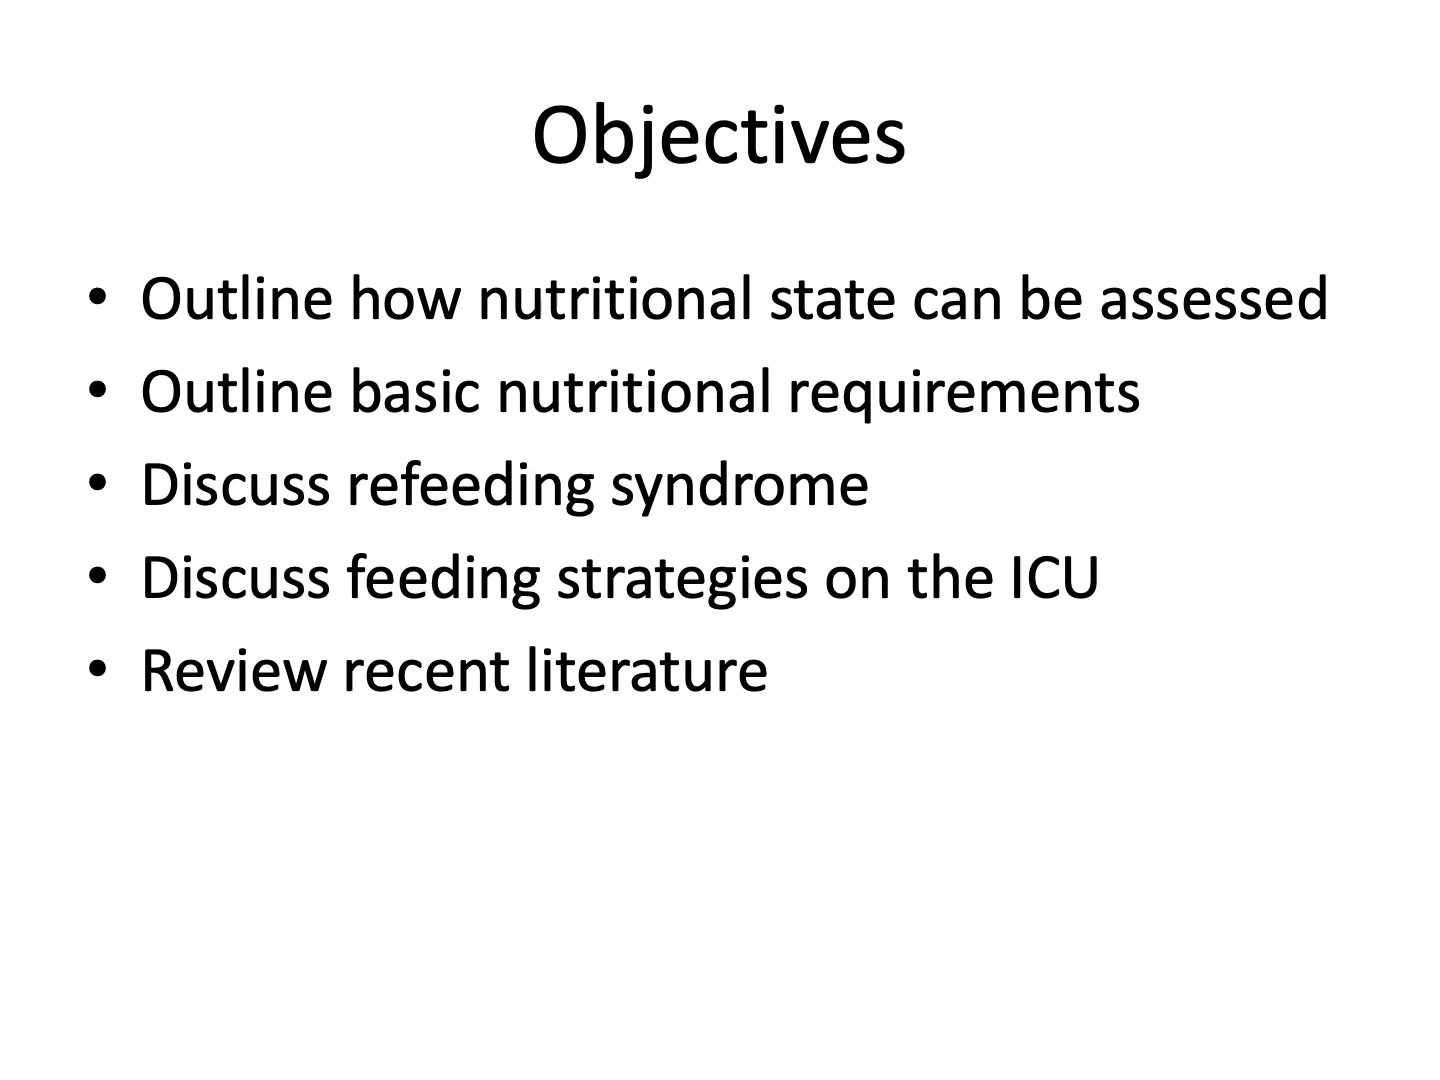 Objectives
• Outline how nutritional state can be assessed
• Outline basic nutritional requirements
• Discuss refeeding syndrome
• Discuss feeding strategies on the ICU
• Review recent literature